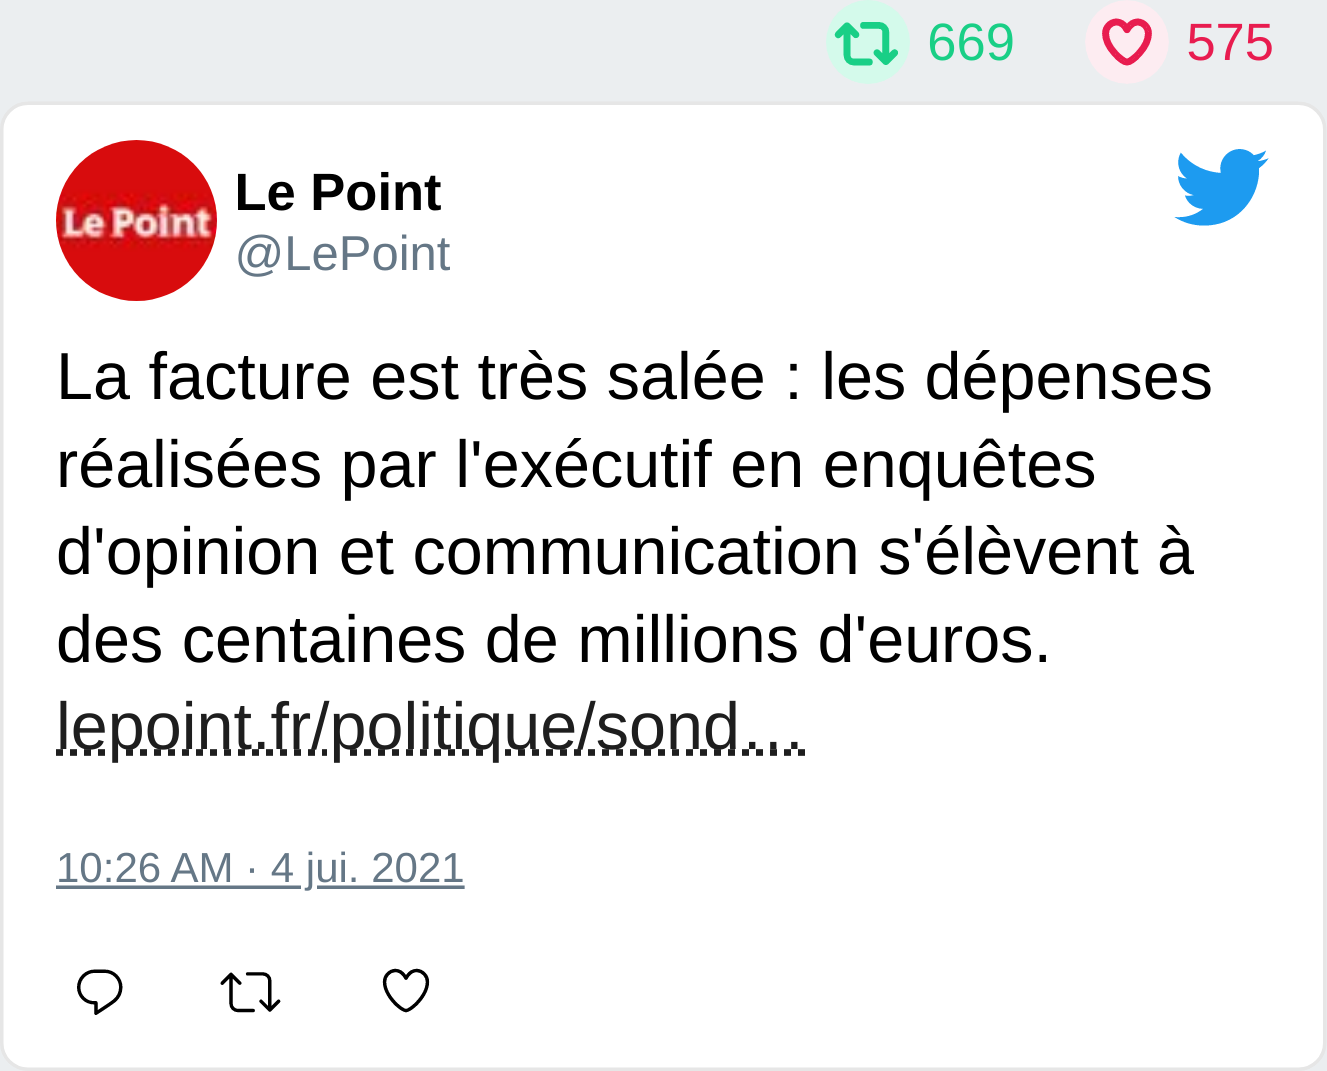 669 575
Le Point
Le Point
@LePoint
La facture est très salée : les dépenses
réalisées par l'exécutif en enquêtes
d'opinion et communication s'élèvent à
des centaines de millions d'euros.
lepoint.fr/politique/sond…
10:26 AM · 4 jui. 2021